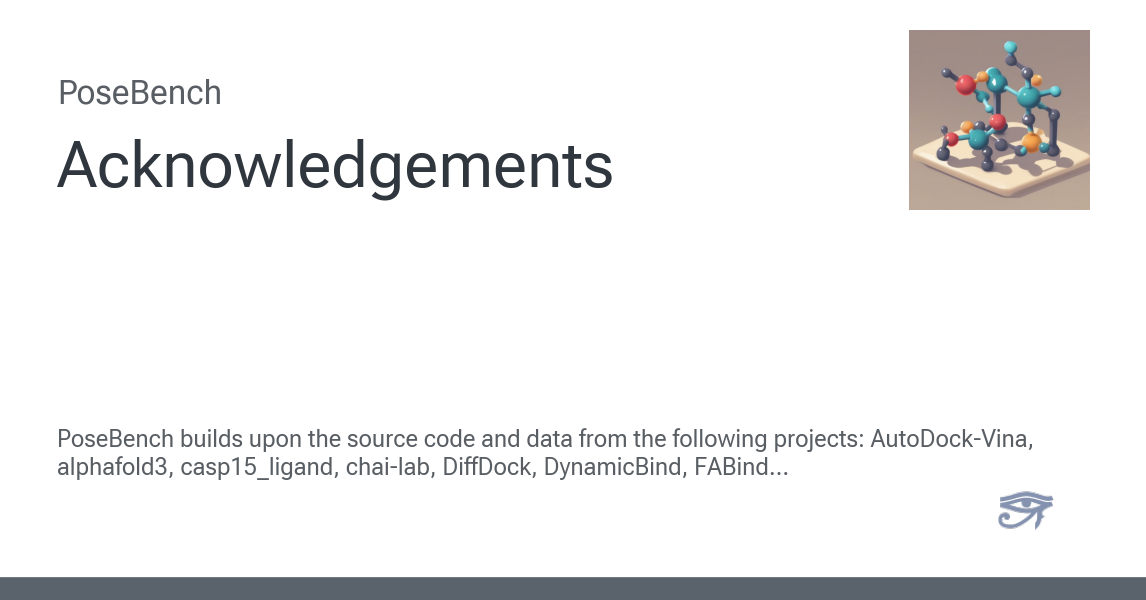 PoseBench
Acknowledgements
PoseBench builds upon the source code and data from the following projects: AutoDock-Vina,
alphafold3, casp15_ligand, chai-lab, DiffDock, DynamicBind, FABind...